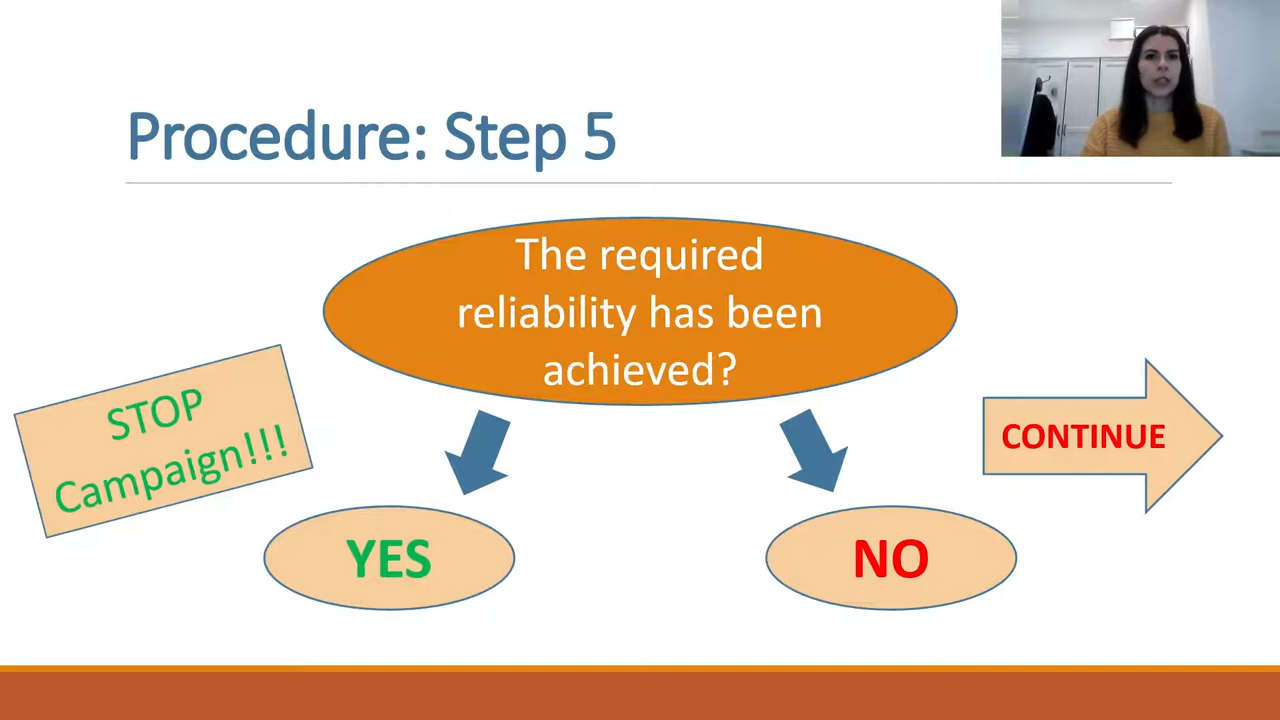 Procedure: Step 5
The required
reliability has been
achieved?
STOP
Campaign!!!
CONTINUE
YES
NO